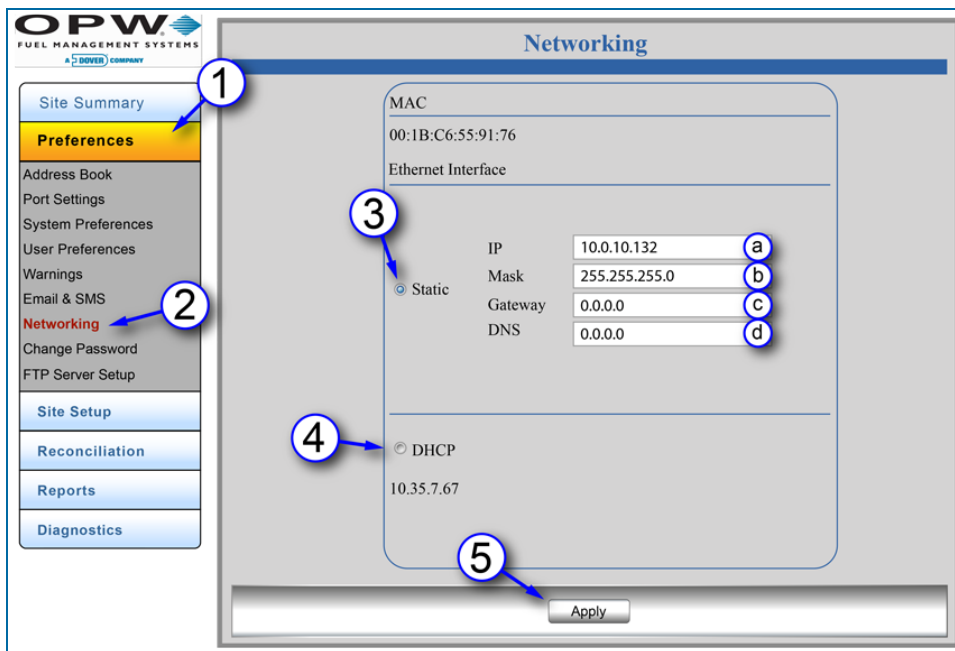 OPW
FUEL MANAGEMENT SYSTEMS
A DOVER COMPANY
Networking
1
Site Summary
Preferences
Address Book
Port Settings
System Preferences
User Preferences
Warnings
Email & SMS
2
Networking
Change Password
FTP Server Setup
Site Setup
Reconciliation
Reports
Diagnostics
MAC
00:1B:C6:55:91:76
Ethernet Interface
3
Static
IP 10.0.10.132 a
Mask 255.255.255.0 b
Gateway 0.0.0.0 c
DNS 0.0.0.0 d
4
DHCP
10.35.7.67
5
Apply